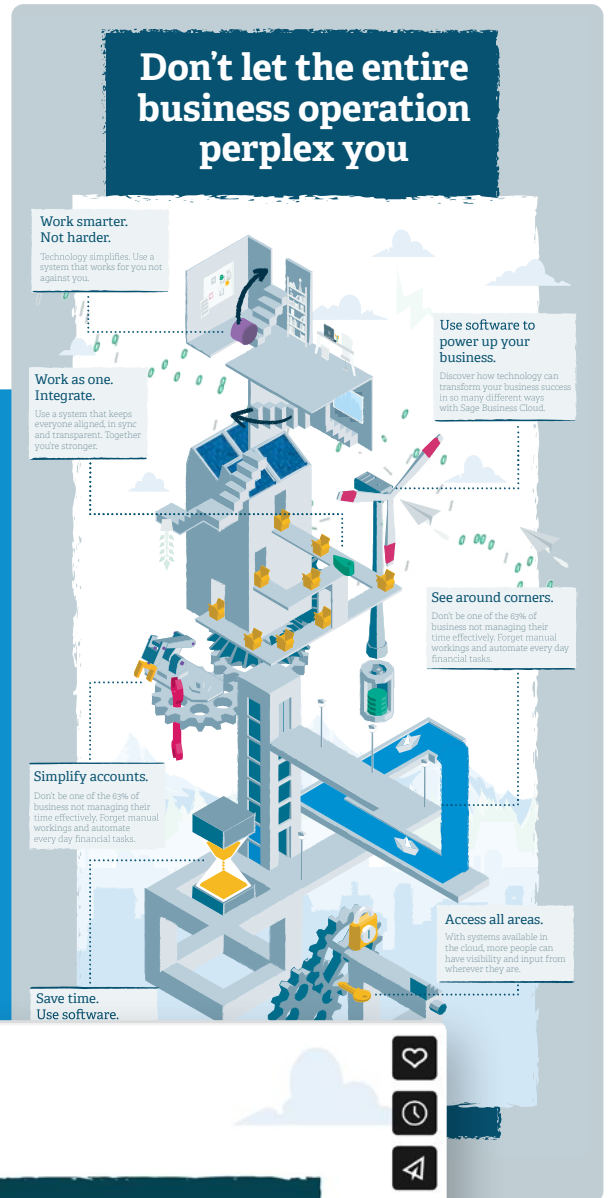 Don't let the entire
business operation
perplex you
Work smarter.
Not harder.
Technology simplifies. Use a
system that works for you not
against you.
Use software to
power up your
business.
Discover how technology can
transform your business success
in so many different ways
with Sage Business Cloud.
Work as one.
Integrate.
Use a system that keeps
everyone aligned, in sync
and transparent. Together
you're stronger.
See around corners.
Don't be one of the 63% of
business not managing their
time effectively. Forget manual
workings and automate every day
financial tasks.
Simplify accounts.
Don't be one of the 63% of
business not managing their
time effectively. Forget manual
workings and automate
every day financial tasks.
Access all areas.
With systems available in
the cloud, more people can
have visibility and input from
wherever they are.
Save time.
Use software.